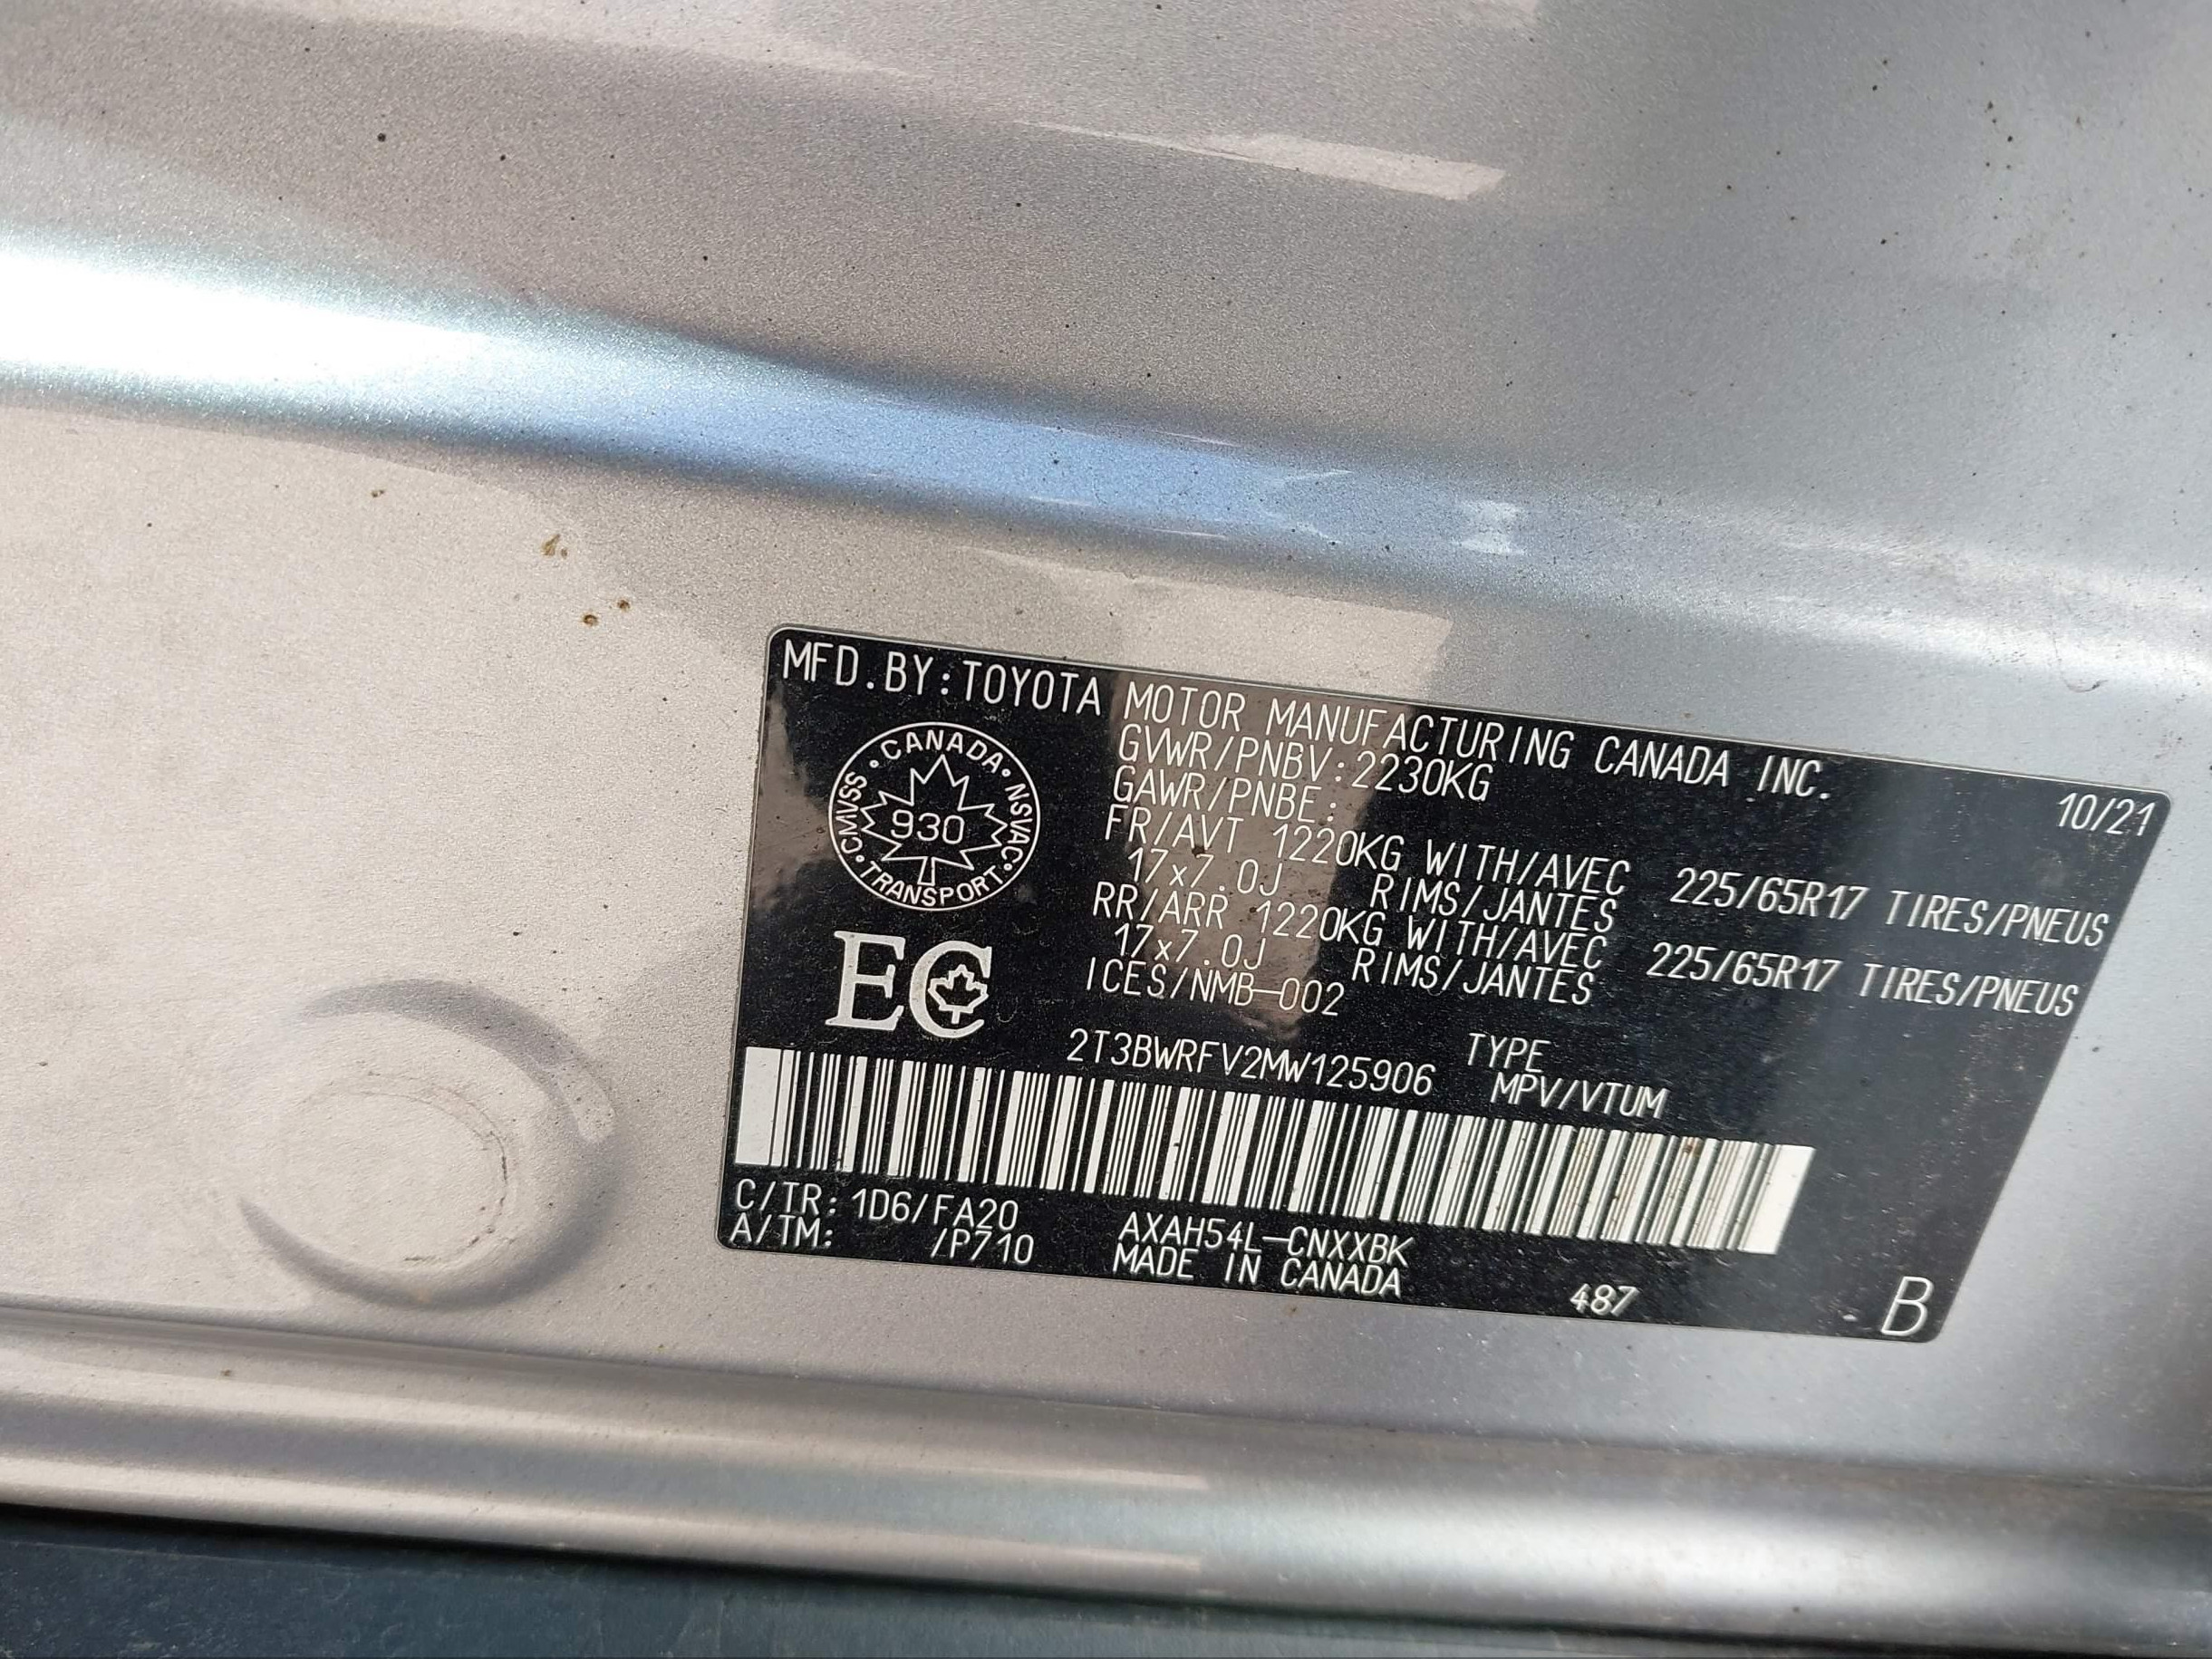 MFD.BY:TOYOTA MOTOR MANUFACTURING CANADA INC.
10/21
GVWR/PNBV:2230KG
GAWR/PNBE:
FR/AVT 1220KG WITH/AVEC 225/65R17 TIRES/PNEUS
17x7.0J RIMS/JANTES
RR/ARR 1220KG WITH/AVEC 225/65R17 TIRES/PNEUS
17x7.0J RIMS/JANTES
ICES/NMB-002
CANADA · NSVAC · TRANSPORT · CMVSS ·
930
EC
2T3BWRFV2MW125906
TYPE
MPV/VTUM
C/TR:1D6/FA20
A/TM: /P710
AXAH54L-CNXXBK
MADE IN CANADA
487
B